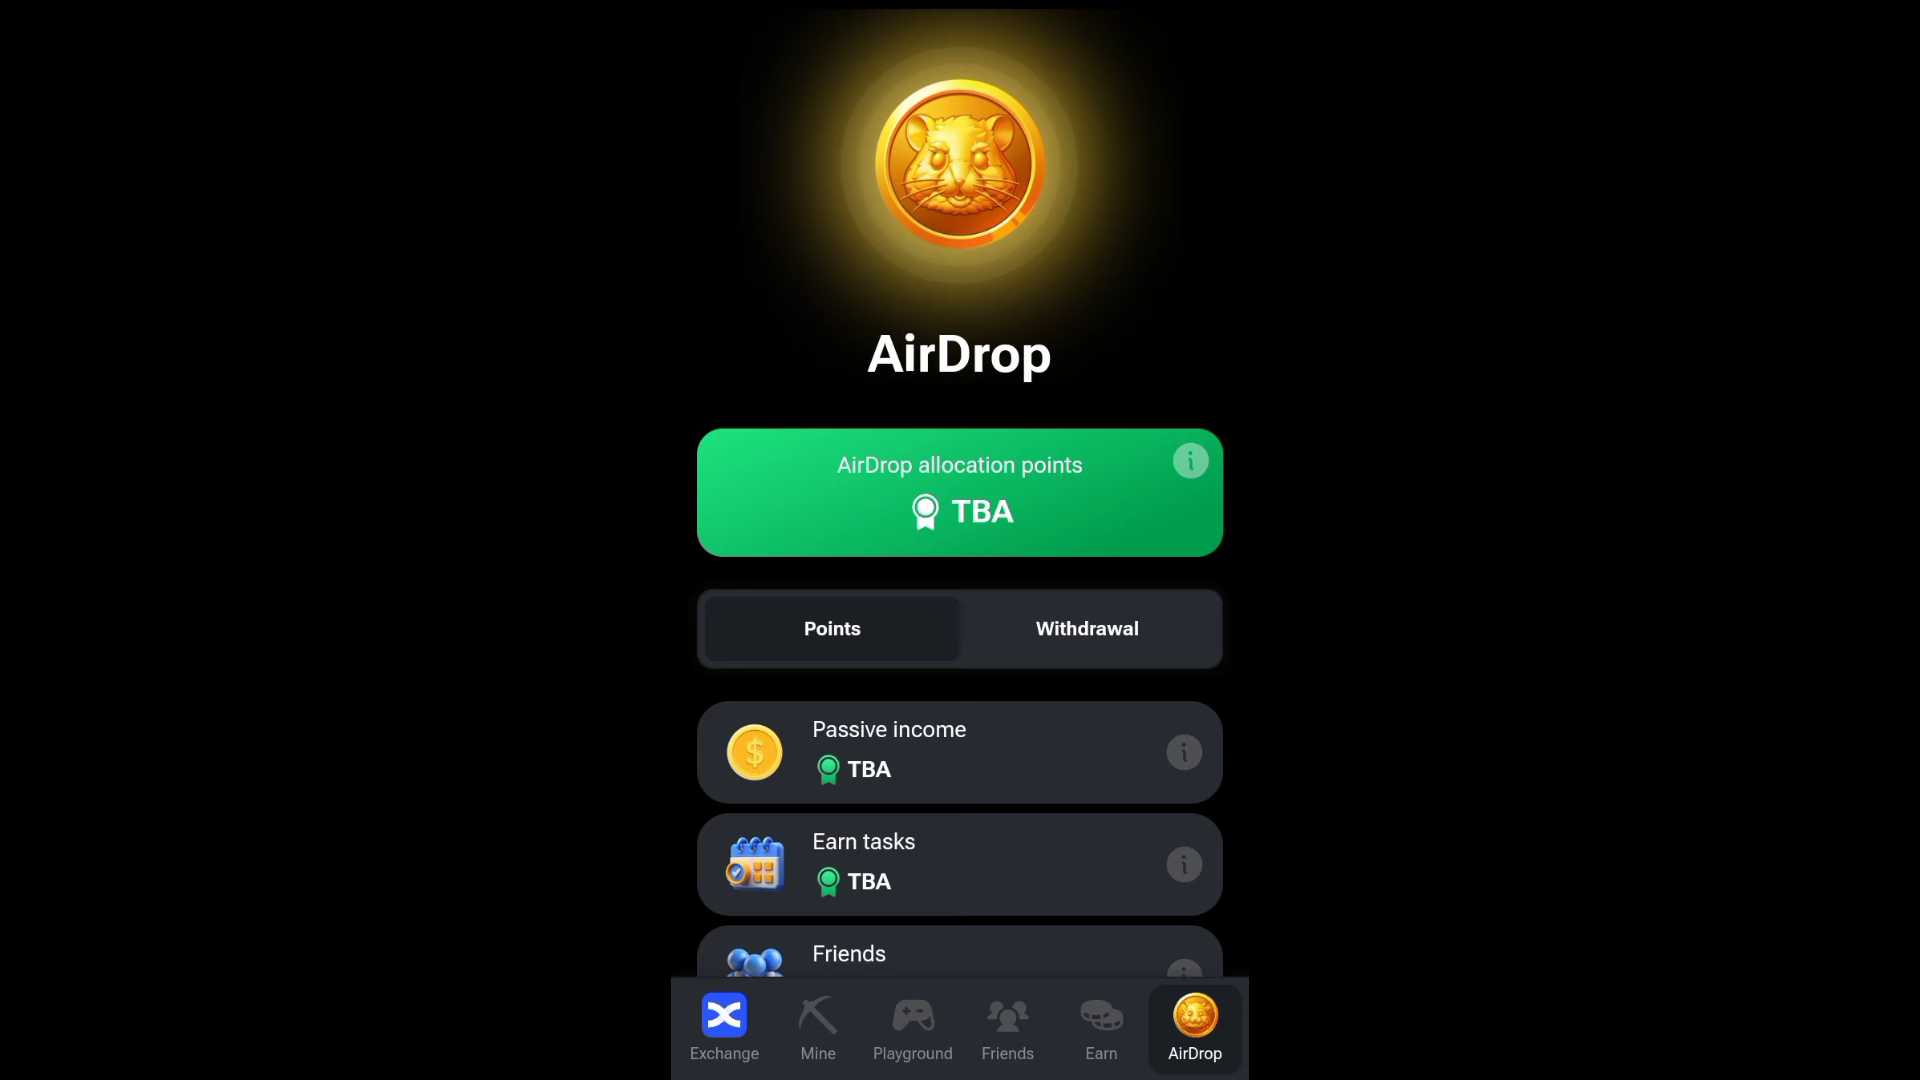 AirDrop
AirDrop allocation points
TBA
Points
Withdrawal
Passive income
TBA
Earn tasks
TBA
Friends
Exchange
Mine
Playground
Friends
Earn
AirDrop